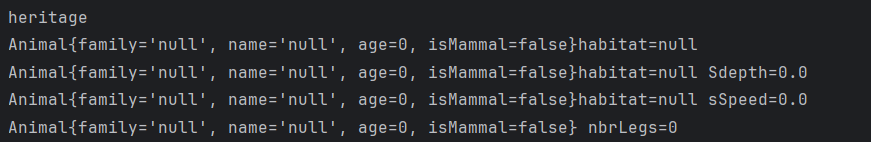 heritage
Animal{family='null', name='null', age=0, isMammal=false}habitat=null
Animal{family='null', name='null', age=0, isMammal=false}habitat=null Sdepth=0.0
Animal{family='null', name='null', age=0, isMammal=false}habitat=null sSpeed=0.0
Animal{family='null', name='null', age=0, isMammal=false} nbrLegs=0